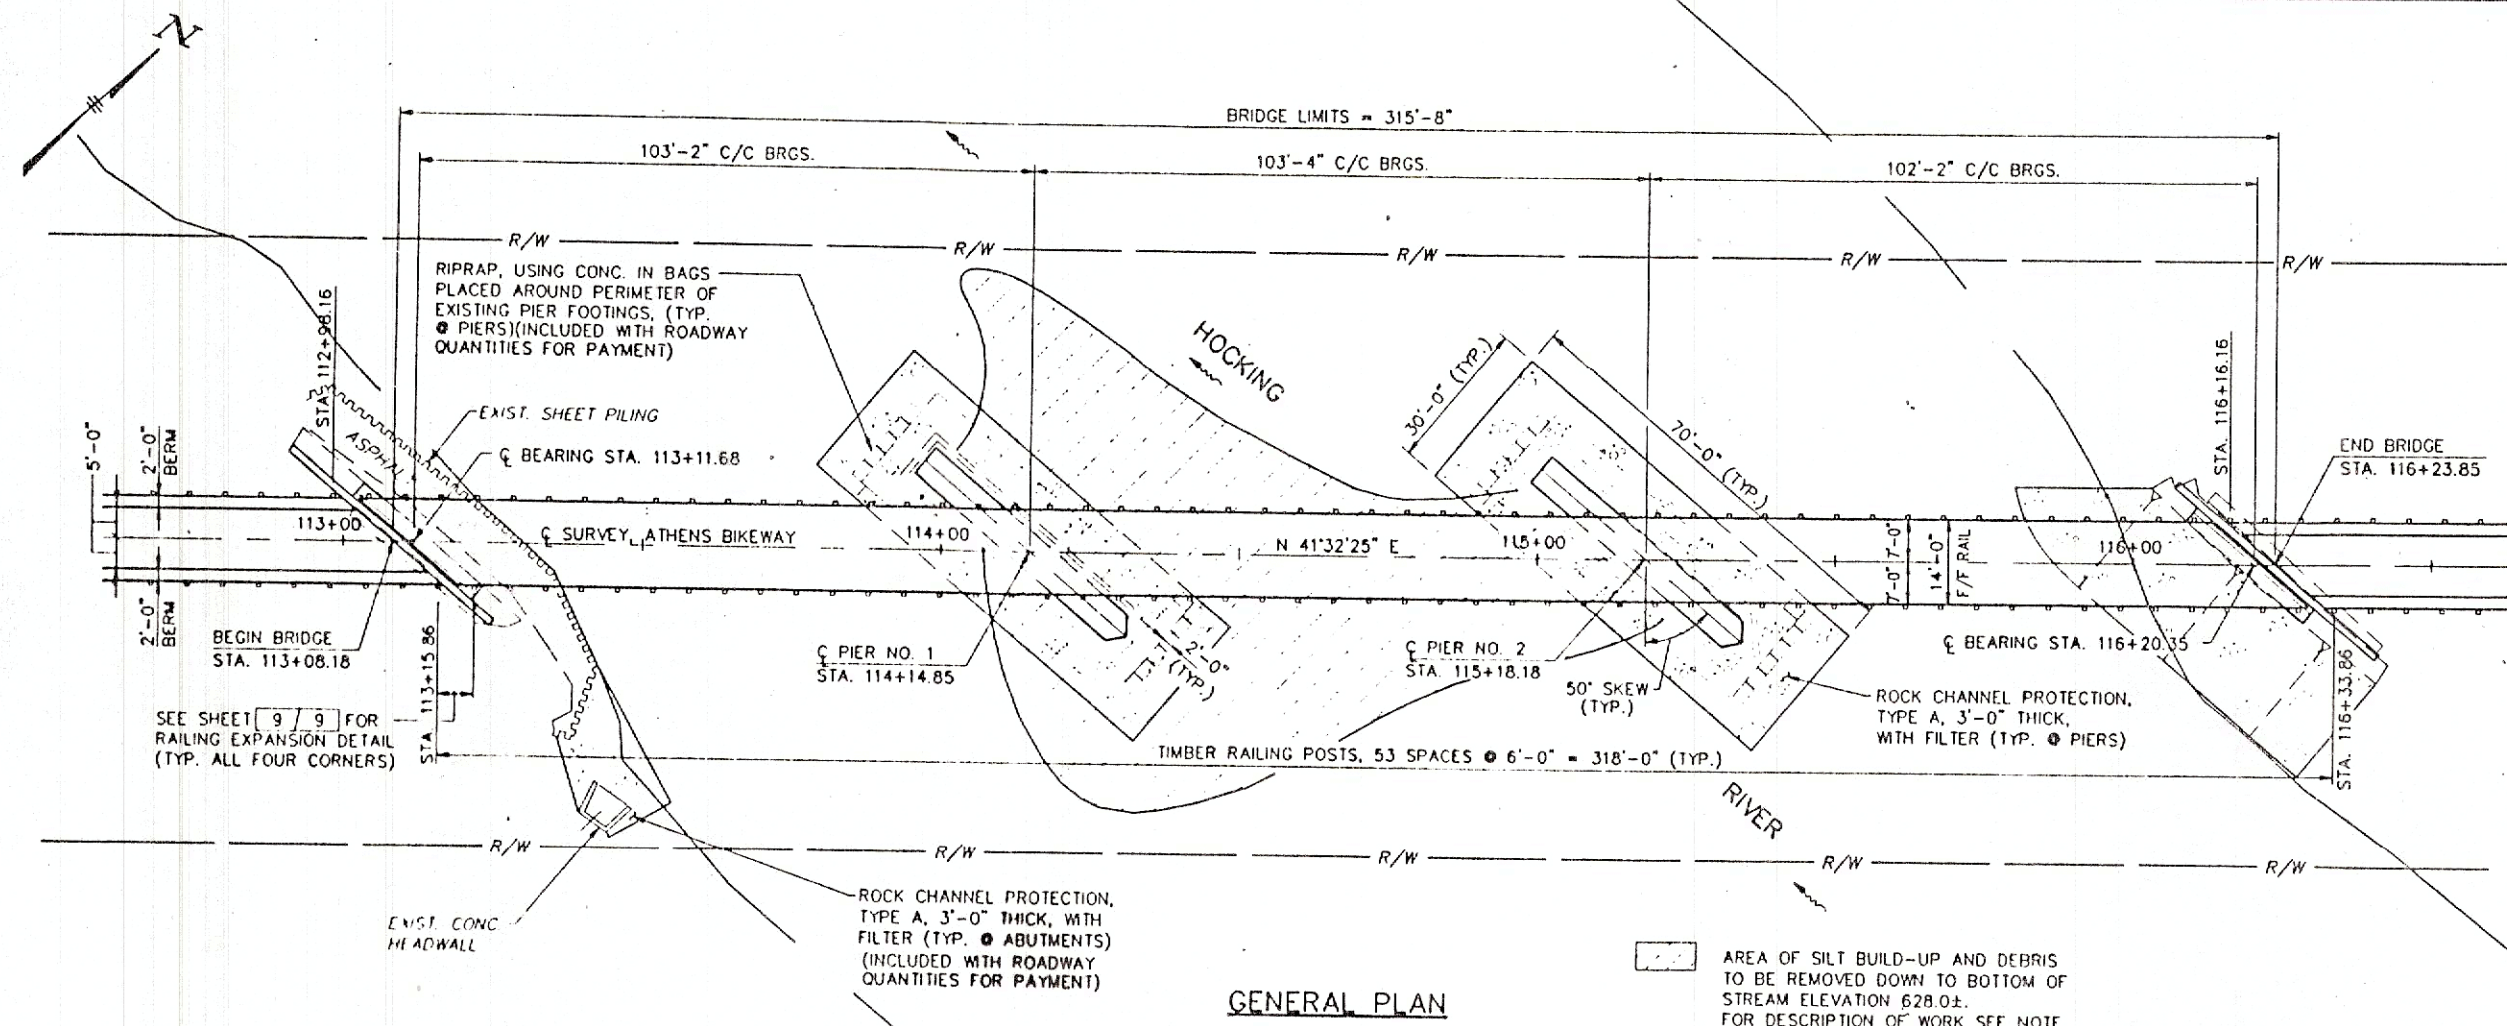 N
BRIDGE LIMITS = 315'-8"
103'-2" C/C BRGS.
103'-4" C/C BRGS.
102'-2" C/C BRGS.
R/W
R/W
R/W
R/W
R/W
RIPRAP, USING CONC. IN BAGS
PLACED AROUND PERIMETER OF
EXISTING PIER FOOTINGS, (TYP.
@ PIERS)(INCLUDED WITH ROADWAY
QUANTITIES FOR PAYMENT)
STA. 112+98.16
HOCKING
30'-0" (TYP.)
70'-0" (TYP.)
STA. 116+16.16
EXIST. SHEET PILING
ASPHALT
℄ BEARING STA. 113+11.68
END BRIDGE
STA. 116+23.85
5'-0"
2'-0"
BERM
113+00
℄ SURVEY, ATHENS BIKEWAY
114+00
N 41°32'25" E
115+00
7'-0" 7'-0"
14'-0"
F/F RAIL
116+00
2'-0"
BERM
BEGIN BRIDGE
STA. 113+08.18
STA. 113+15.86
℄ PIER NO. 1
STA. 114+14.85
2'-0"
(TYP.)
℄ PIER NO. 2
STA. 115+18.18
50° SKEW
(TYP.)
℄ BEARING STA. 116+20.35
STA. 116+33.86
ROCK CHANNEL PROTECTION,
TYPE A, 3'-0" THICK,
WITH FILTER (TYP. @ PIERS)
SEE SHEET 9 / 9 FOR
RAILING EXPANSION DETAIL
(TYP. ALL FOUR CORNERS)
TIMBER RAILING POSTS, 53 SPACES @ 6'-0" = 318'-0" (TYP.)
RIVER
R/W
R/W
R/W
R/W
R/W
EXIST. CONC.
HEADWALL
ROCK CHANNEL PROTECTION,
TYPE A, 3'-0" THICK, WITH
FILTER (TYP. @ ABUTMENTS)
(INCLUDED WITH ROADWAY
QUANTITIES FOR PAYMENT)
GENERAL PLAN
AREA OF SILT BUILD-UP AND DEBRIS
TO BE REMOVED DOWN TO BOTTOM OF
STREAM ELEVATION 628.0±.
FOR DESCRIPTION OF WORK SEE NOTE